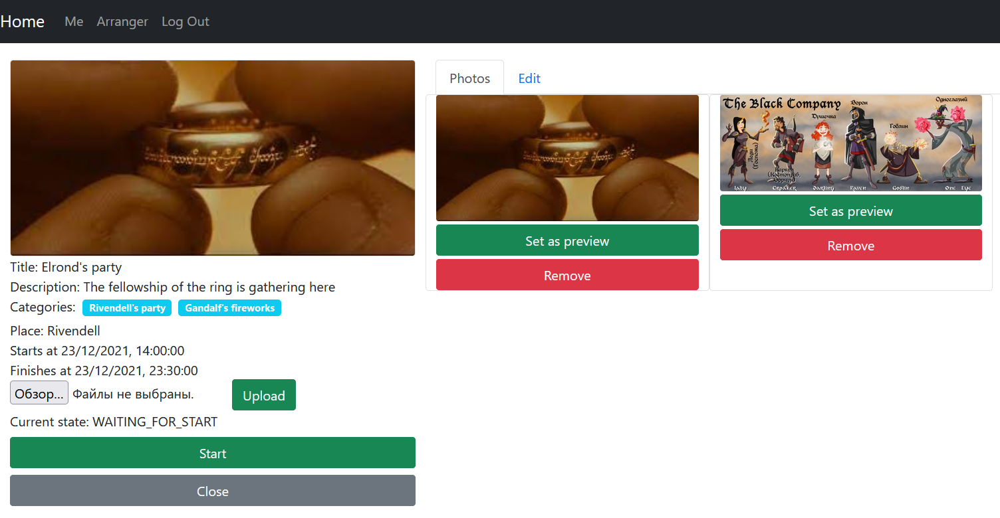 Home Me Arranger Log Out
Title: Elrond's party
Description: The fellowship of the ring is gathering here
Categories: Rivendell's party Gandalf's fireworks
Place: Rivendell
Starts at 23/12/2021, 14:00:00
Finishes at 23/12/2021, 23:30:00
Обзор... Файлы не выбраны. Upload
Current state: WAITING_FOR_START
Start
Close
Photos Edit
Set as preview
Remove
The Black Company
Ворон
Одноглазый
Душечка
Гоблин
Леди
(Госпожа)
Карпин
(Костоправ,
Lady Croaker Darling Raven Goblin One Eye
Set as preview
Remove